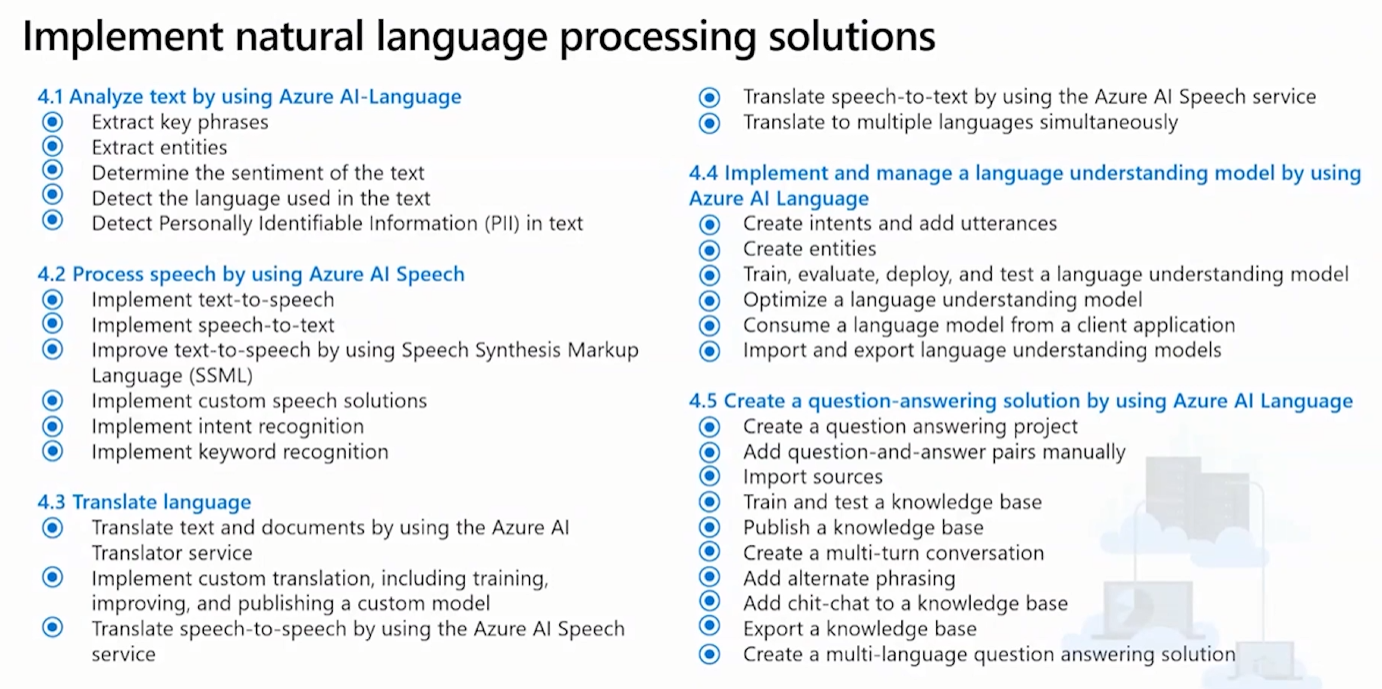 Implement natural language processing solutions
4.1 Analyze text by using Azure AI-Language
Extract key phrases
Extract entities
Determine the sentiment of the text
Detect the language used in the text
Detect Personally Identifiable Information (PII) in text
4.2 Process speech by using Azure AI Speech
Implement text-to-speech
Implement speech-to-text
Improve text-to-speech by using Speech Synthesis Markup
Language (SSML)
Implement custom speech solutions
Implement intent recognition
Implement keyword recognition
4.3 Translate language
Translate text and documents by using the Azure AI
Translator service
Implement custom translation, including training,
improving, and publishing a custom model
Translate speech-to-speech by using the Azure AI Speech
service
Translate speech-to-text by using the Azure AI Speech service
Translate to multiple languages simultaneously
4.4 Implement and manage a language understanding model by using
Azure AI Language
Create intents and add utterances
Create entities
Train, evaluate, deploy, and test a language understanding model
Optimize a language understanding model
Consume a language model from a client application
Import and export language understanding models
4.5 Create a question-answering solution by using Azure AI Language
Create a question answering project
Add question-and-answer pairs manually
Import sources
Train and test a knowledge base
Publish a knowledge base
Create a multi-turn conversation
Add alternate phrasing
Add chit-chat to a knowledge base
Export a knowledge base
Create a multi-language question answering solution